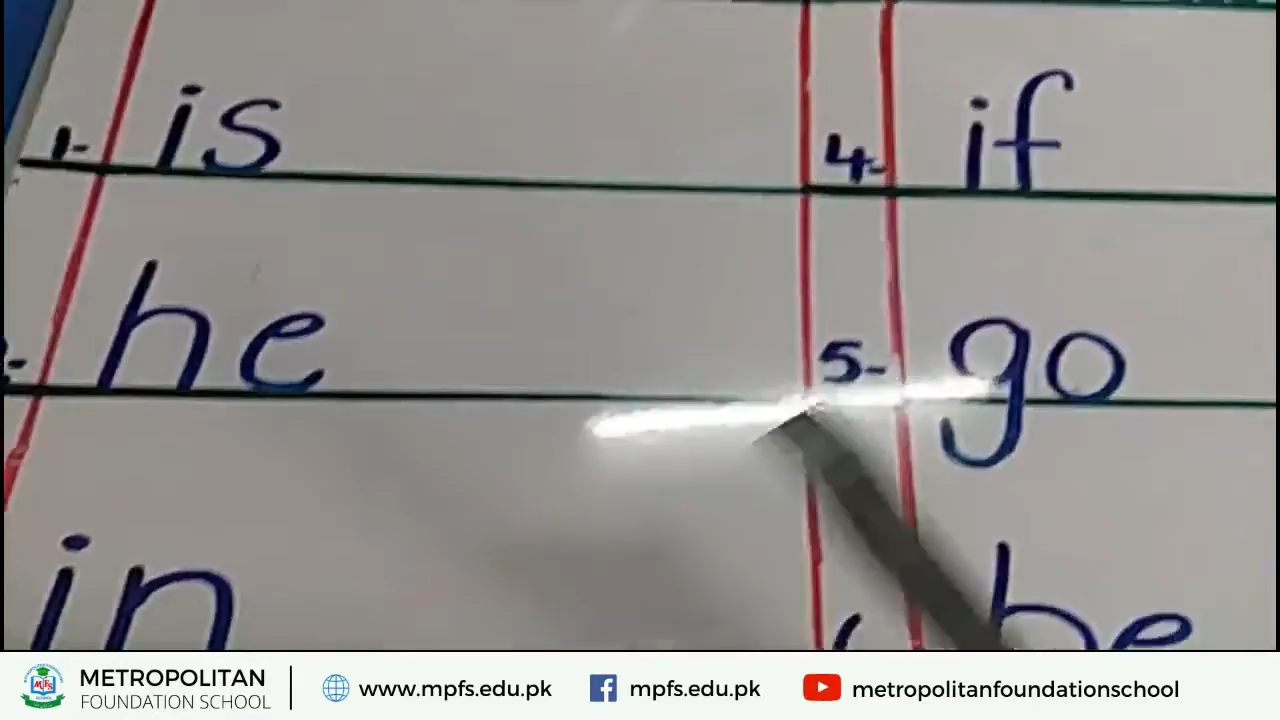 1- is
4- if
he
5- go
in
METROPOLITAN
FOUNDATION SCHOOL
www.mpfs.edu.pk
mpfs.edu.pk
metropolitanfoundationschool